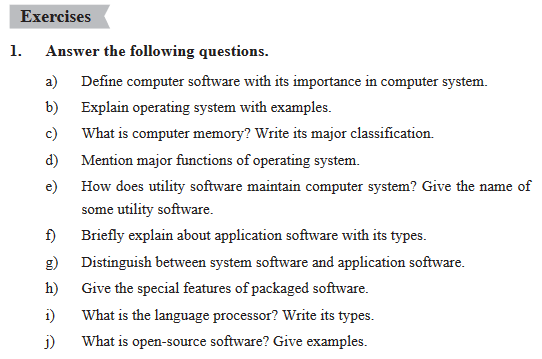 Exercises
1. Answer the following questions.
a) Define computer software with its importance in computer system.
b) Explain operating system with examples.
c) What is computer memory? Write its major classification.
d) Mention major functions of operating system.
e) How does utility software maintain computer system? Give the name of
some utility software.
f) Briefly explain about application software with its types.
g) Distinguish between system software and application software.
h) Give the special features of packaged software.
i) What is the language processor? Write its types.
j) What is open-source software? Give examples.